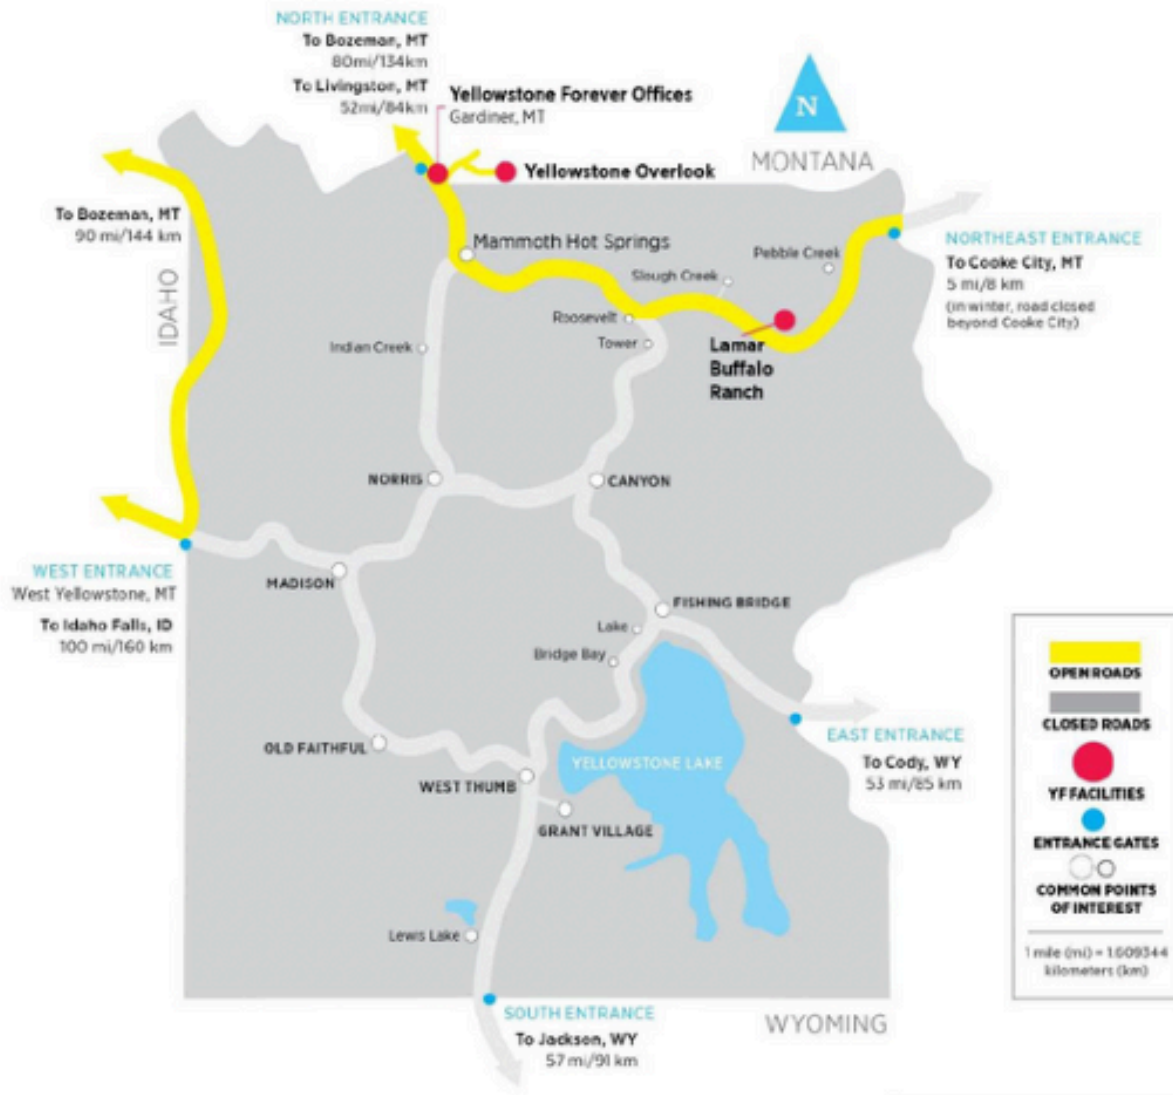 NORTH ENTRANCE
To Bozeman, MT
80mi/134km
To Livingston, MT
52mi/84km
Yellowstone Forever Offices
Gardiner, MT
N
MONTANA
Yellowstone Overlook
To Bozeman, MT
90 mi/144 km
IDAHO
Mammoth Hot Springs
Pebble Creek
Slough Creek
NORTHEAST ENTRANCE
To Cooke City, MT
5 mi/8 km
(in winter, road closed
beyond Cooke City)
Roosevelt
Tower
Indian Creek
Lamar
Buffalo
Ranch
NORRIS
CANYON
WEST ENTRANCE
West Yellowstone, MT
To Idaho Falls, ID
100 mi/160 km
MADISON
FISHING BRIDGE
Lake
Bridge Bay
OLD FAITHFUL
WEST THUMB
YELLOWSTONE LAKE
GRANT VILLAGE
EAST ENTRANCE
To Cody, WY
53 mi/85 km
Lewis Lake
SOUTH ENTRANCE
To Jackson, WY
57 mi/91 km
WYOMING
OPEN ROADS
CLOSED ROADS
YF FACILITIES
ENTRANCE GATES
COMMON POINTS
OF INTEREST
1 mile (mi) = 1.609344
kilometers (km)